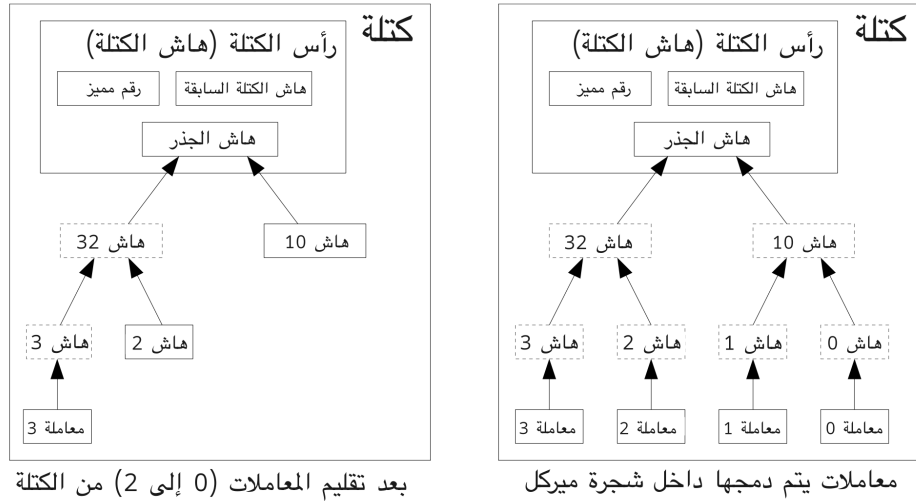 كتلة
رأس الكتلة (هاش الكتلة)
هاش الكتلة السابقة
رقم مميز
هاش الجذر
هاش 10
هاش 32
هاش 0
هاش 1
هاش 2
هاش 3
معاملة 0
معاملة 1
معاملة 2
معاملة 3
معاملات يتم دمجها داخل شجرة ميركل
كتلة
رأس الكتلة (هاش الكتلة)
هاش الكتلة السابقة
رقم مميز
هاش الجذر
هاش 10
هاش 32
هاش 2
هاش 3
معاملة 3
بعد تقليم المعاملات (0 إلى 2) من الكتلة